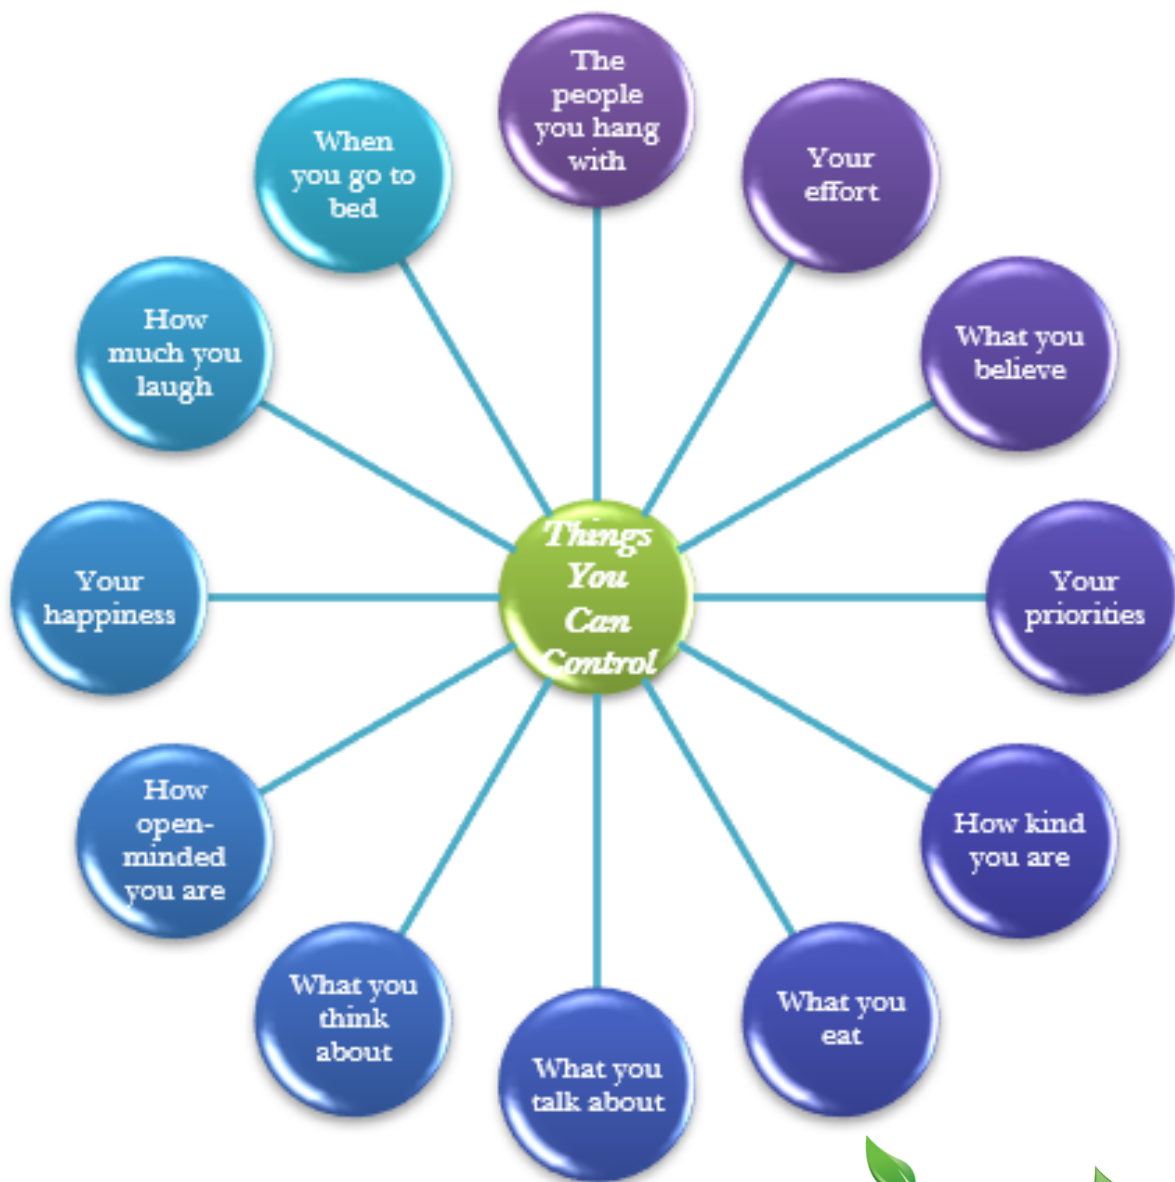 The
people
you hang
with
Your
effort
What you
believe
Your
priorities
How kind
you are
What you
eat
What you
talk about
What you
think
about
How
open-
minded
you are
Your
happiness
How
much you
laugh
When
you go to
bed
Things
You
Can
Control